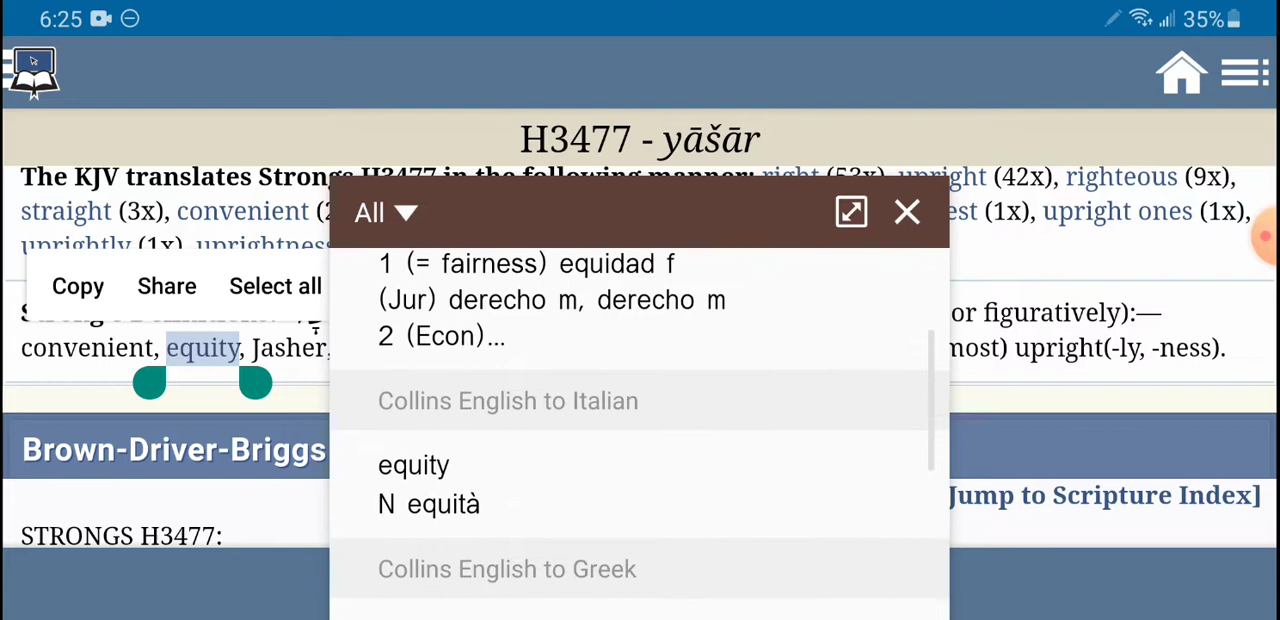 6:25 35%
H3477 - yāšār
The KJV translates Strongs H3477 in the following manner: right (53x), upright (42x), righteous (9x),
straight (3x), convenient (2 est (1x), upright ones (1x),
uprightly (1x), uprightness
All
Copy Share Select all
1 (= fairness) equidad f
(Jur) derecho m, derecho m
2 (Econ)...
or figuratively):—
convenient, equity, Jasher, most) upright(-ly, -ness).
Collins English to Italian
Brown-Driver-Briggs
equity
N equità
Jump to Scripture Index]
STRONGS H3477:
Collins English to Greek